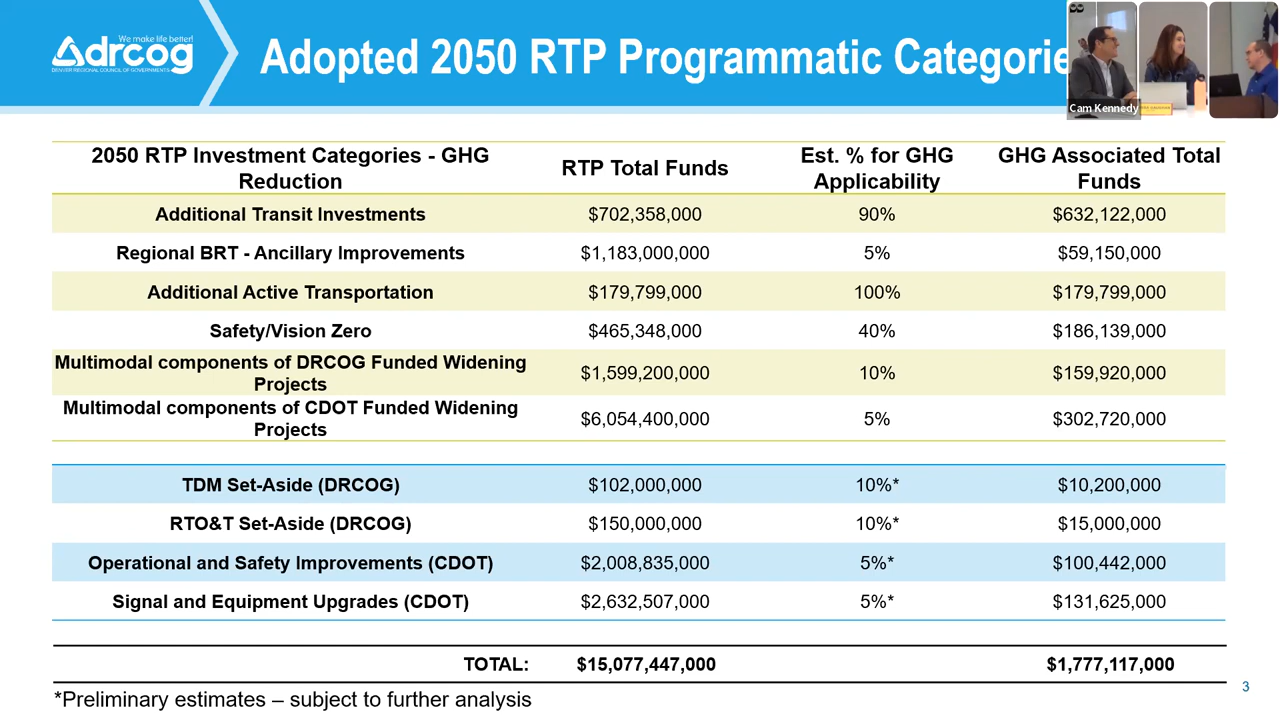 We make life better!
drcog
DENVER REGIONAL COUNCIL OF GOVERNMENTS
Adopted 2050 RTP Programmatic Categorie
Cam Kennedy
2050 RTP Investment Categories - GHG
Reduction
RTP Total Funds
Est. % for GHG
Applicability
GHG Associated Total
Funds
Additional Transit Investments $702,358,000 90% $632,122,000
Regional BRT - Ancillary Improvements $1,183,000,000 5% $59,150,000
Additional Active Transportation $179,799,000 100% $179,799,000
Safety/Vision Zero $465,348,000 40% $186,139,000
Multimodal components of DRCOG Funded Widening
Projects
$1,599,200,000 10% $159,920,000
Multimodal components of CDOT Funded Widening
Projects
$6,054,400,000 5% $302,720,000
TDM Set-Aside (DRCOG) $102,000,000 10%* $10,200,000
RTO&T Set-Aside (DRCOG) $150,000,000 10%* $15,000,000
Operational and Safety Improvements (CDOT) $2,008,835,000 5%* $100,442,000
Signal and Equipment Upgrades (CDOT) $2,632,507,000 5%* $131,625,000
TOTAL: $15,077,447,000 $1,777,117,000
*Preliminary estimates – subject to further analysis
3